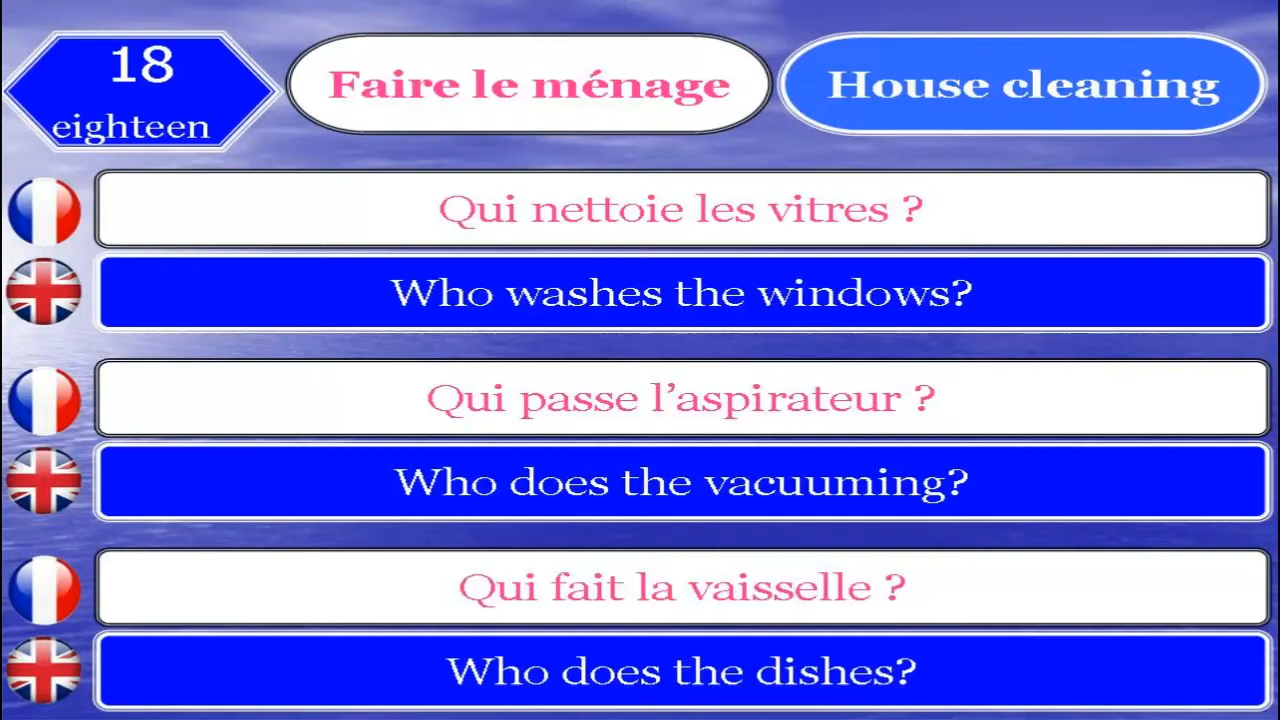 18
eighteen
Faire le ménage
House cleaning
Qui nettoie les vitres ?
Who washes the windows?
Qui passe l’aspirateur ?
Who does the vacuuming?
Qui fait la vaisselle ?
Who does the dishes?